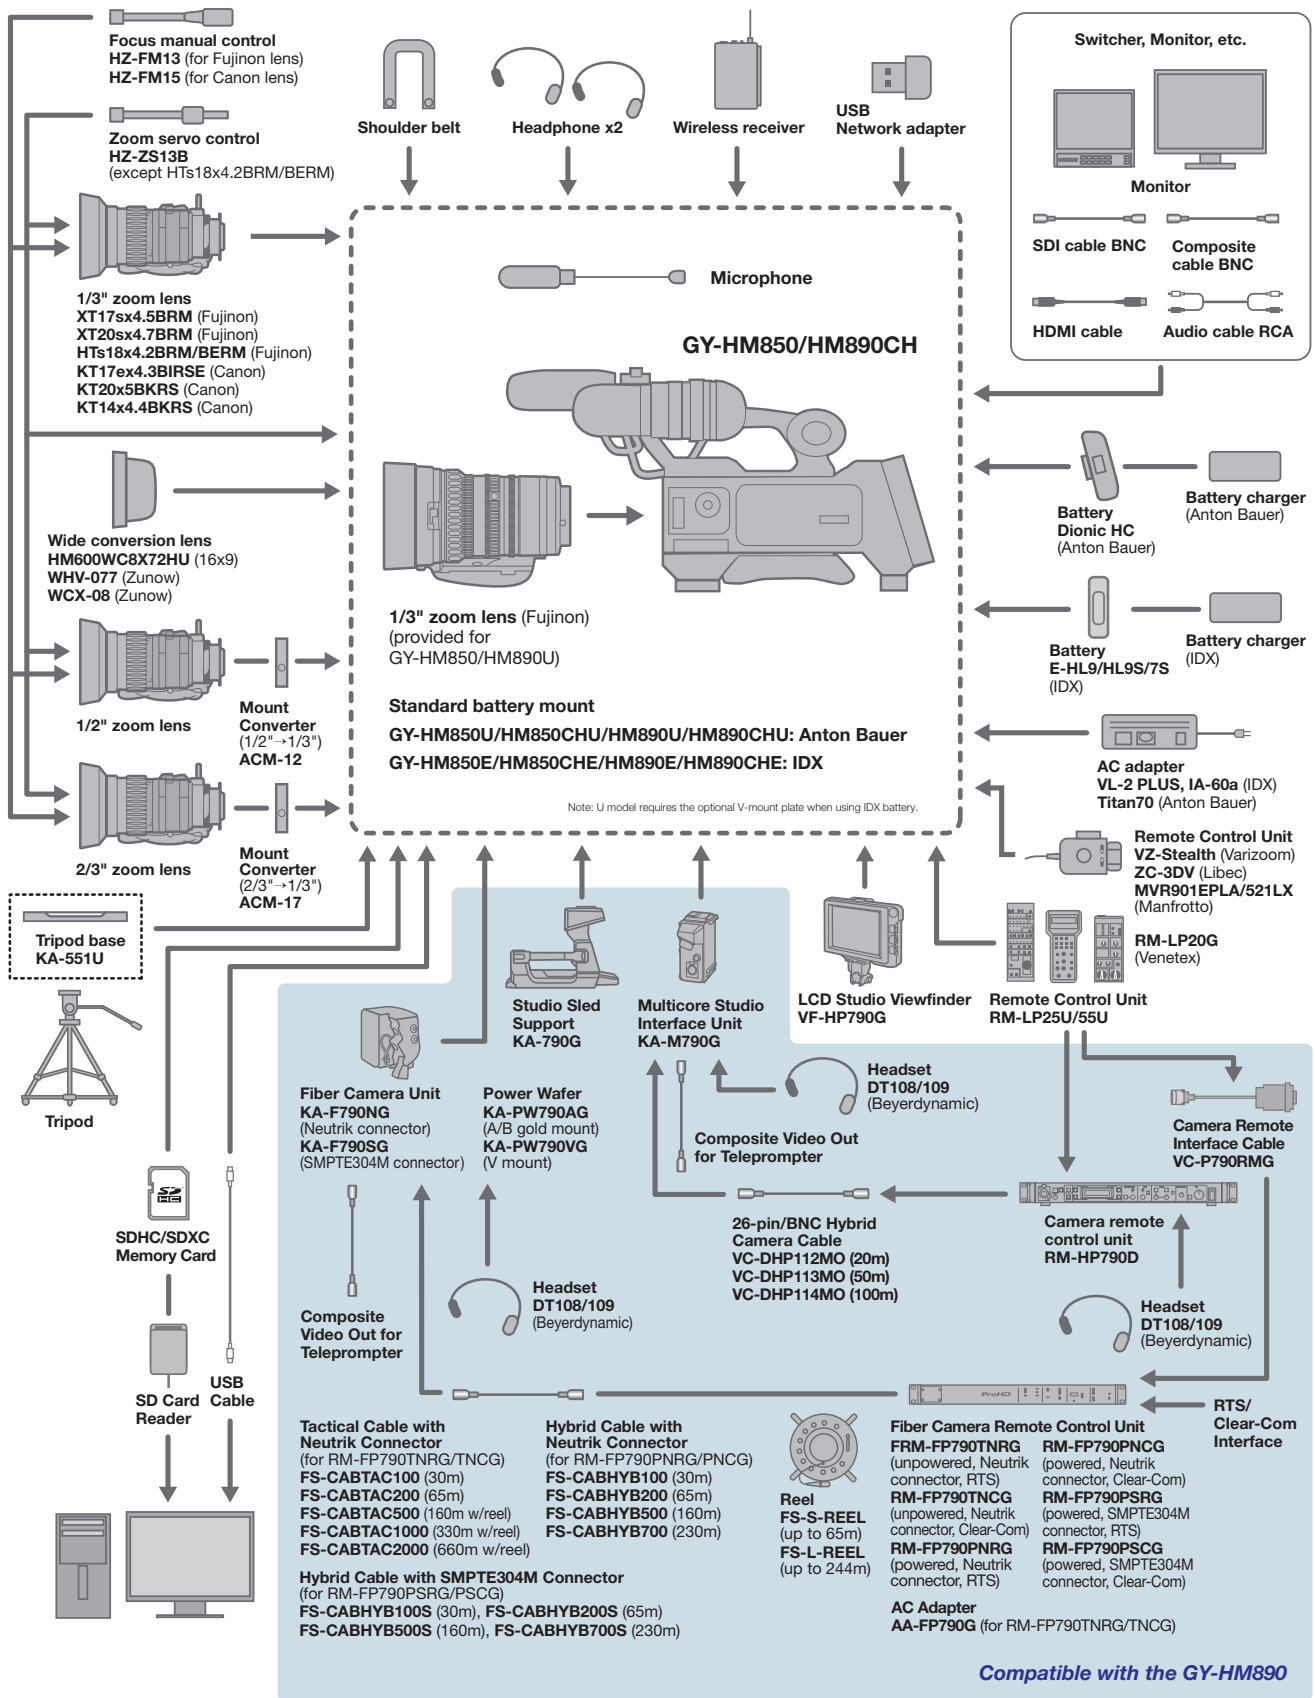 Focus manual control
HZ-FM13 (for Fujinon lens)
HZ-FM15 (for Canon lens)
Zoom servo control
HZ-ZS13B
(except HTs18x4.2BRM/BERM)
Shoulder belt
Headphone x2
Wireless receiver
USB
Network adapter
Switcher, Monitor, etc.
Monitor
SDI cable BNC
Composite
cable BNC
HDMI cable
Audio cable RCA
1/3" zoom lens
XT17sx4.5BRM (Fujinon)
XT20sx4.7BRM (Fujinon)
HTs18x4.2BRM/BERM (Fujinon)
KT17ex4.3BIRSE (Canon)
KT20x5BKRS (Canon)
KT14x4.4BKRS (Canon)
Microphone
GY-HM850/HM890CH
Wide conversion lens
HM600WC8X72HU (16x9)
WHV-077 (Zunow)
WCX-08 (Zunow)
1/3" zoom lens (Fujinon)
(provided for
GY-HM850/HM890U)
Battery
Dionic HC
(Anton Bauer)
Battery charger
(Anton Bauer)
Battery
E-HL9/HL9S/7S
(IDX)
Battery charger
(IDX)
1/2" zoom lens
Mount
Converter
(1/2"→1/3")
ACM-12
Standard battery mount
GY-HM850U/HM850CHU/HM890U/HM890CHU: Anton Bauer
GY-HM850E/HM850CHE/HM890E/HM890CHE: IDX
Note: U model requires the optional V-mount plate when using IDX battery.
AC adapter
VL-2 PLUS, IA-60a (IDX)
Titan70 (Anton Bauer)
2/3" zoom lens
Mount
Converter
(2/3"→1/3")
ACM-17
Remote Control Unit
VZ-Stealth (Varizoom)
ZC-3DV (Libec)
MVR901EPLA/521LX
(Manfrotto)
RM-LP20G
(Venetex)
Tripod base
KA-551U
Tripod
Studio Sled
Support
KA-790G
Multicore Studio
Interface Unit
KA-M790G
LCD Studio Viewfinder
VF-HP790G
Remote Control Unit
RM-LP25U/55U
Fiber Camera Unit
KA-F790NG
(Neutrik connector)
KA-F790SG
(SMPTE304M connector)
Power Wafer
KA-PW790AG
(A/B gold mount)
KA-PW790VG
(V mount)
Headset
DT108/109
(Beyerdynamic)
Composite Video Out
for Teleprompter
Camera Remote
Interface Cable
VC-P790RMG
SDHC/SDXC
Memory Card
26-pin/BNC Hybrid
Camera Cable
VC-DHP112MO (20m)
VC-DHP113MO (50m)
VC-DHP114MO (100m)
Camera remote
control unit
RM-HP790D
Headset
DT108/109
(Beyerdynamic)
Headset
DT108/109
(Beyerdynamic)
Composite
Video Out for
Teleprompter
SD Card
Reader
USB
Cable
ProHD
RTS/
Clear-Com
Interface
Tactical Cable with
Neutrik Connector
(for RM-FP790TNRG/TNCG)
FS-CABTAC100 (30m)
FS-CABTAC200 (65m)
FS-CABTAC500 (160m w/reel)
FS-CABTAC1000 (330m w/reel)
FS-CABTAC2000 (660m w/reel)
Hybrid Cable with
Neutrik Connector
(for RM-FP790PNRG/PNCG)
FS-CABHYB100 (30m)
FS-CABHYB200 (65m)
FS-CABHYB500 (160m)
FS-CABHYB700 (230m)
Hybrid Cable with SMPTE304M Connector
(for RM-FP790PSRG/PSCG)
FS-CABHYB100S (30m), FS-CABHYB200S (65m)
FS-CABHYB500S (160m), FS-CABHYB700S (230m)
Reel
FS-S-REEL
(up to 65m)
FS-L-REEL
(up to 244m)
Fiber Camera Remote Control Unit
FRM-FP790TNRG
(unpowered, Neutrik
connector, RTS)
RM-FP790TNCG
(unpowered, Neutrik
connector, Clear-Com)
RM-FP790PNRG
(powered, Neutrik
connector, RTS)
RM-FP790PNCG
(powered, Neutrik
connector, Clear-Com)
RM-FP790PSRG
(powered, SMPTE304M
connector, RTS)
RM-FP790PSCG
(powered, SMPTE304M
connector, Clear-Com)
AC Adapter
AA-FP790G (for RM-FP790TNRG/TNCG)
Compatible with the GY-HM890